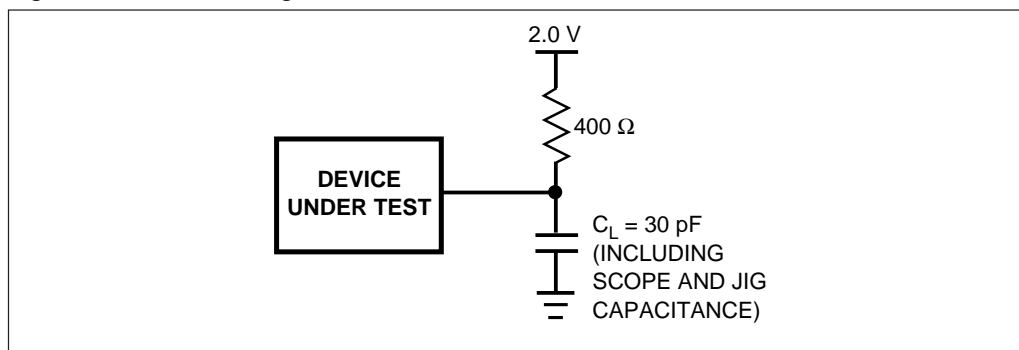 2.0 V
400 Ω
DEVICE
UNDER TEST
C_L = 30 pF
(INCLUDING
SCOPE AND JIG
CAPACITANCE)